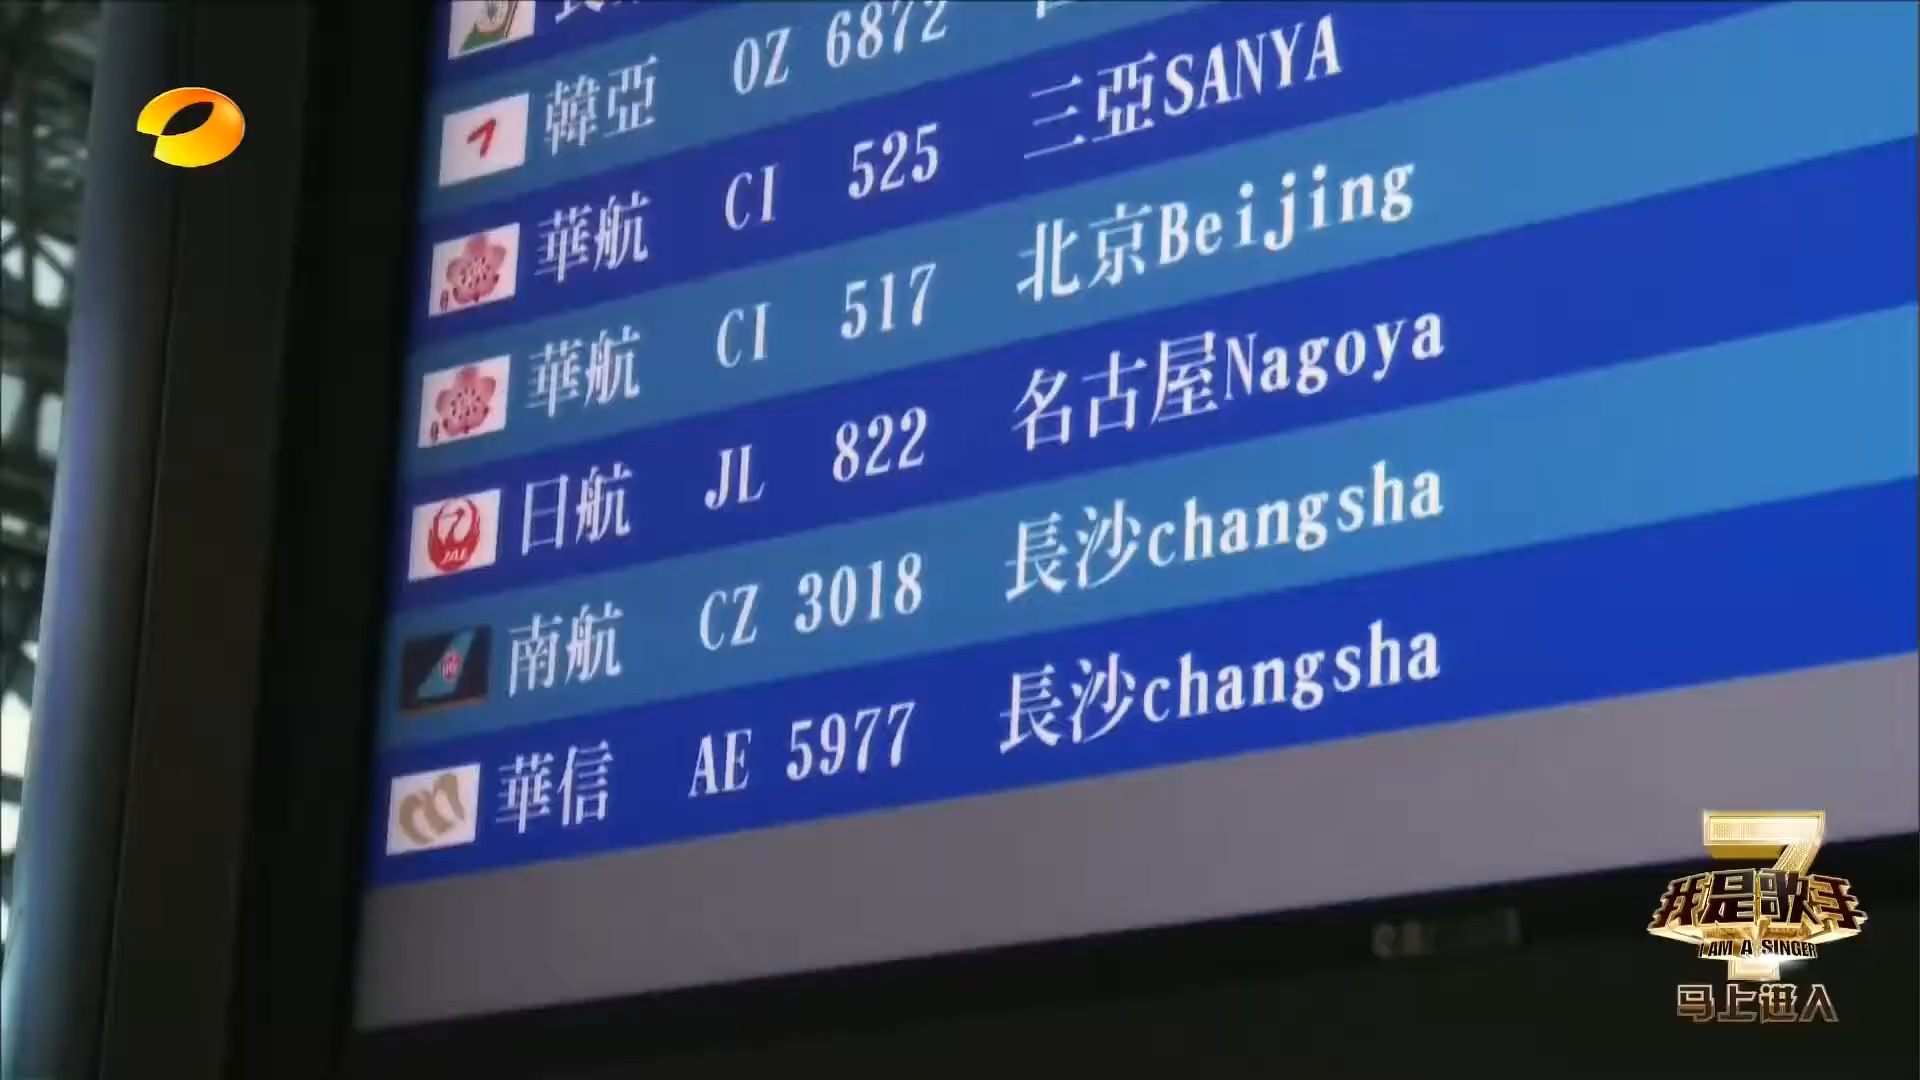 韓亞 OZ 6872
華航 CI 525 三亞SANYA
華航 CI 517 北京Beijing
日航 JL 822 名古屋Nagoya
南航 CZ 3018 長沙changsha
華信 AE 5977 長沙changsha
JAL
我是歌手
I AM A SINGER
马上进入